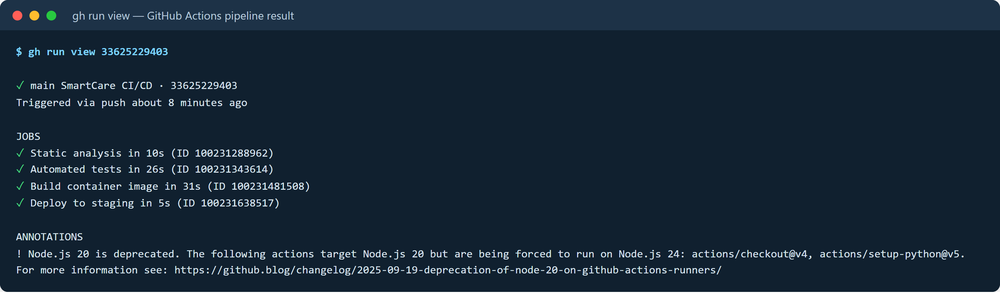 gh run view — GitHub Actions pipeline result
$ gh run view 33625229403
✓ main SmartCare CI/CD · 33625229403
Triggered via push about 8 minutes ago
JOBS
✓ Static analysis in 10s (ID 100231288962)
✓ Automated tests in 26s (ID 100231343614)
✓ Build container image in 31s (ID 100231481508)
✓ Deploy to staging in 5s (ID 100231638517)
ANNOTATIONS
! Node.js 20 is deprecated. The following actions target Node.js 20 but are being forced to run on Node.js 24: actions/checkout@v4, actions/setup-python@v5.
For more information see: https://github.blog/changelog/2025-09-19-deprecation-of-node-20-on-github-actions-runners/